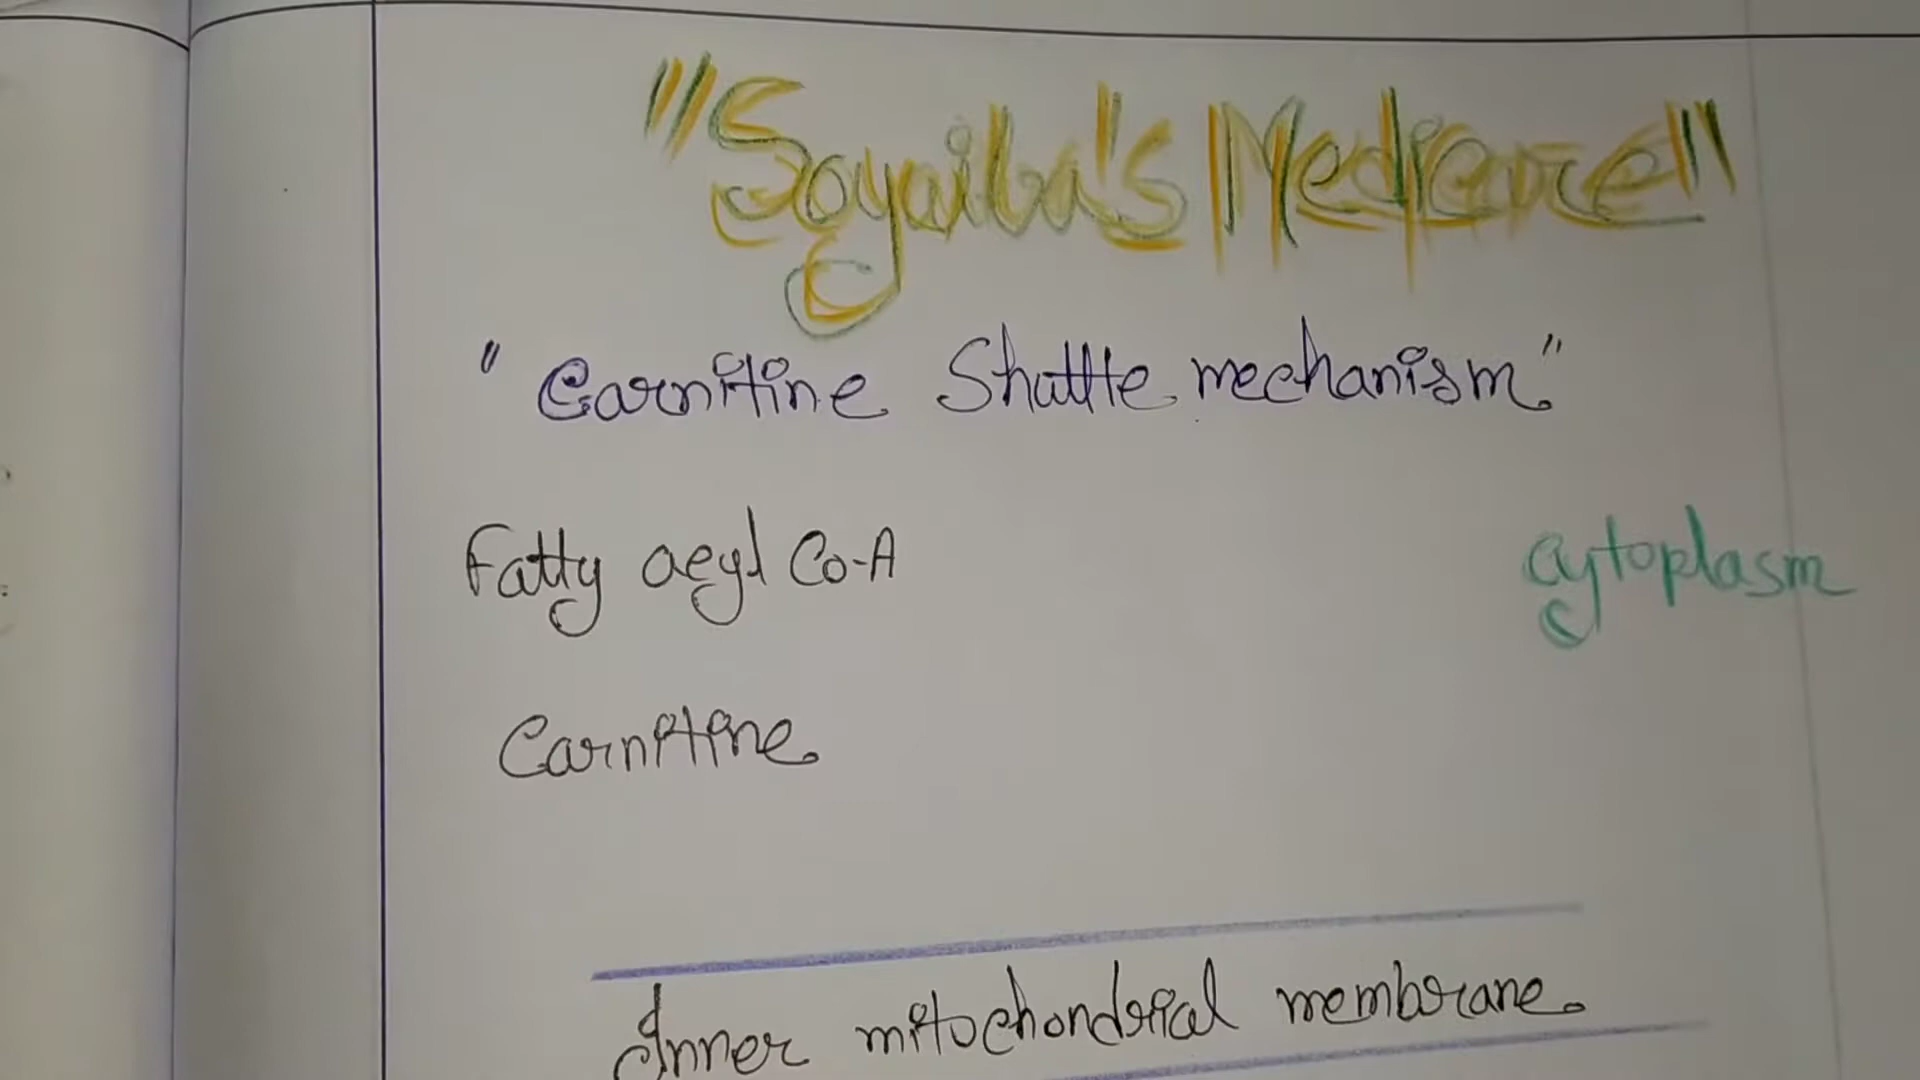 "Soyaiba's Medicare"
"Carnitine Shuttle mechanism"
Fatty acyl Co-A
cytoplasm
Carnitine
Inner mitochondrial membrane